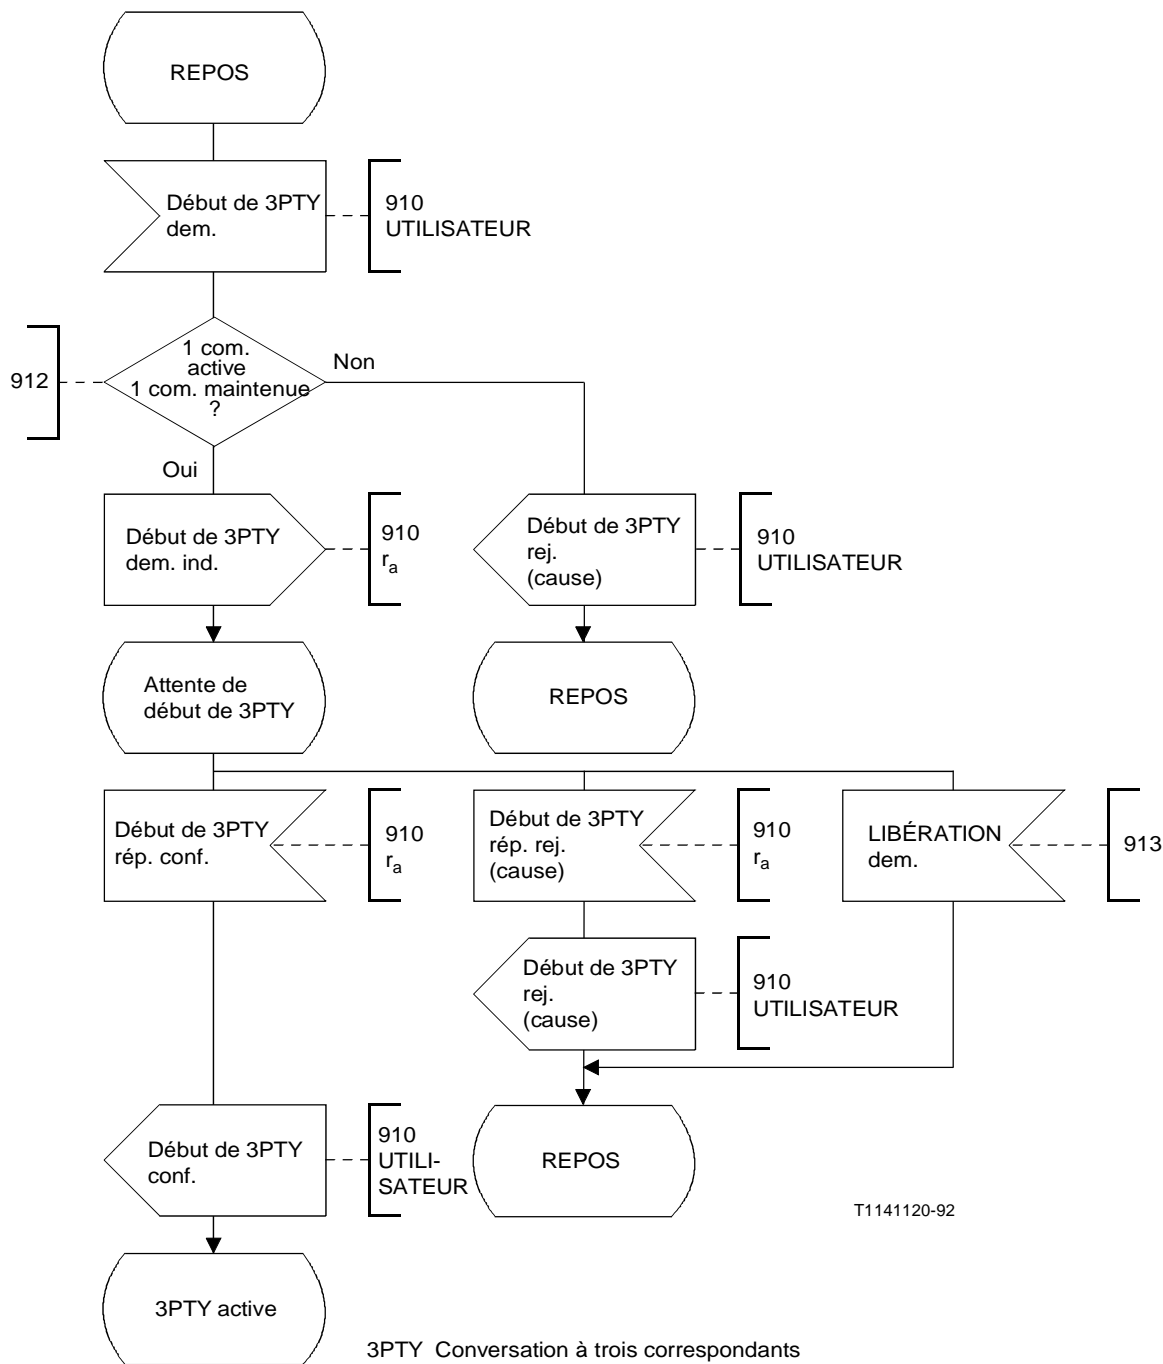 REPOS
Début de 3PTY
dem.
910
UTILISATEUR
1 com.
active
1 com. maintenue
?
912
Non
Oui
Début de 3PTY
dem. ind.
910
ra
Début de 3PTY
rej.
(cause)
910
UTILISATEUR
Attente de
début de 3PTY
REPOS
Début de 3PTY
rép. conf.
910
ra
Début de 3PTY
rép. rej.
(cause)
910
ra
LIBÉRATION
dem.
913
Début de 3PTY
rej.
(cause)
910
UTILISATEUR
Début de 3PTY
conf.
910
UTILI-
SATEUR
REPOS
T1141120-92
3PTY active
3PTY Conversation à trois correspondants